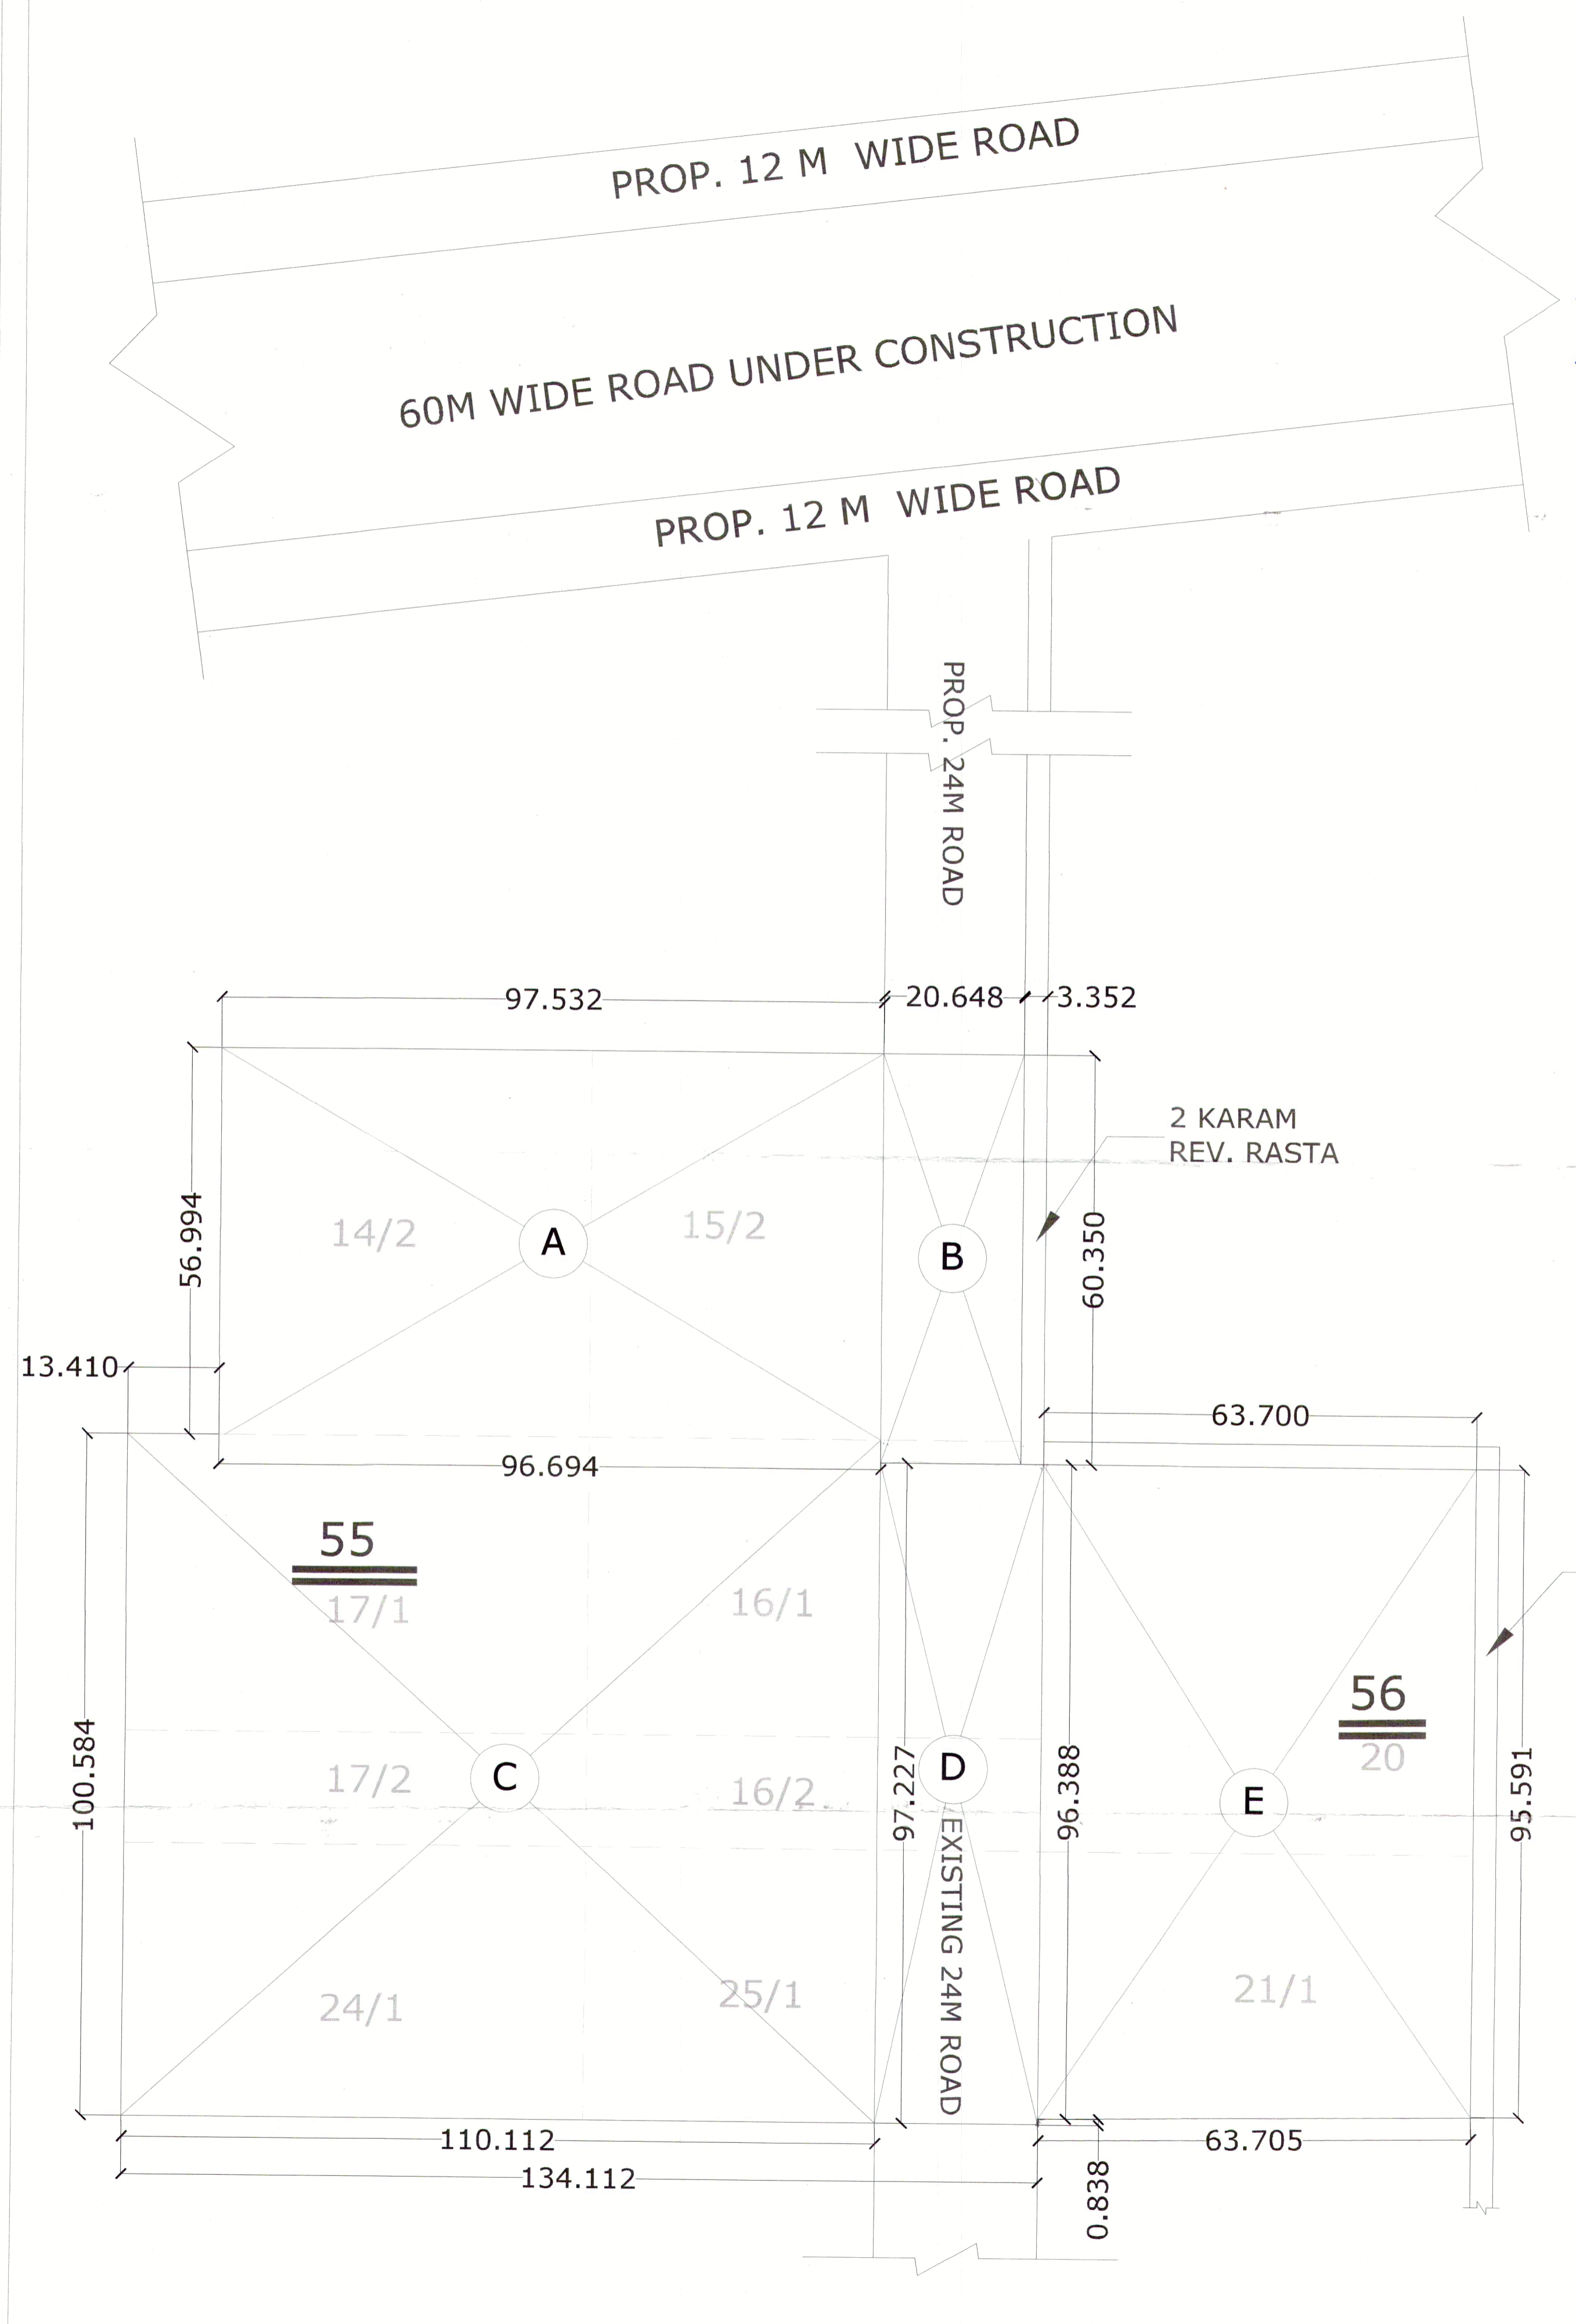 PROP. 12 M WIDE ROAD
60M WIDE ROAD UNDER CONSTRUCTION
PROP. 12 M WIDE ROAD
PROP. 24M ROAD
97.532
20.648
3.352
2 KARAM
REV. RASTA
56.994
14/2
A
15/2
B
60.350
13.410
63.700
96.694
55
17/1
16/1
56
20
100.584
17/2
C
16/2
97.227
D
96.388
E
95.591
EXISTING 24M ROAD
24/1
25/1
21/1
110.112
63.705
134.112
0.838